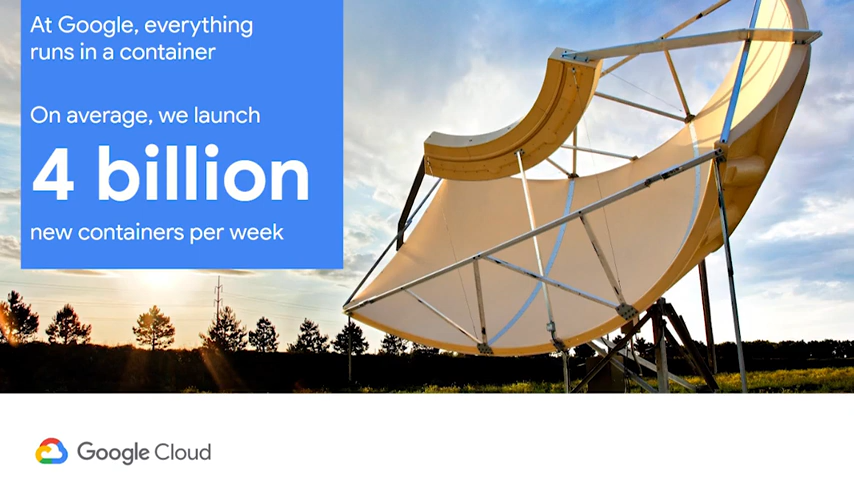 At Google, everything
runs in a container
On average, we launch
4 billion
new containers per week
Google Cloud